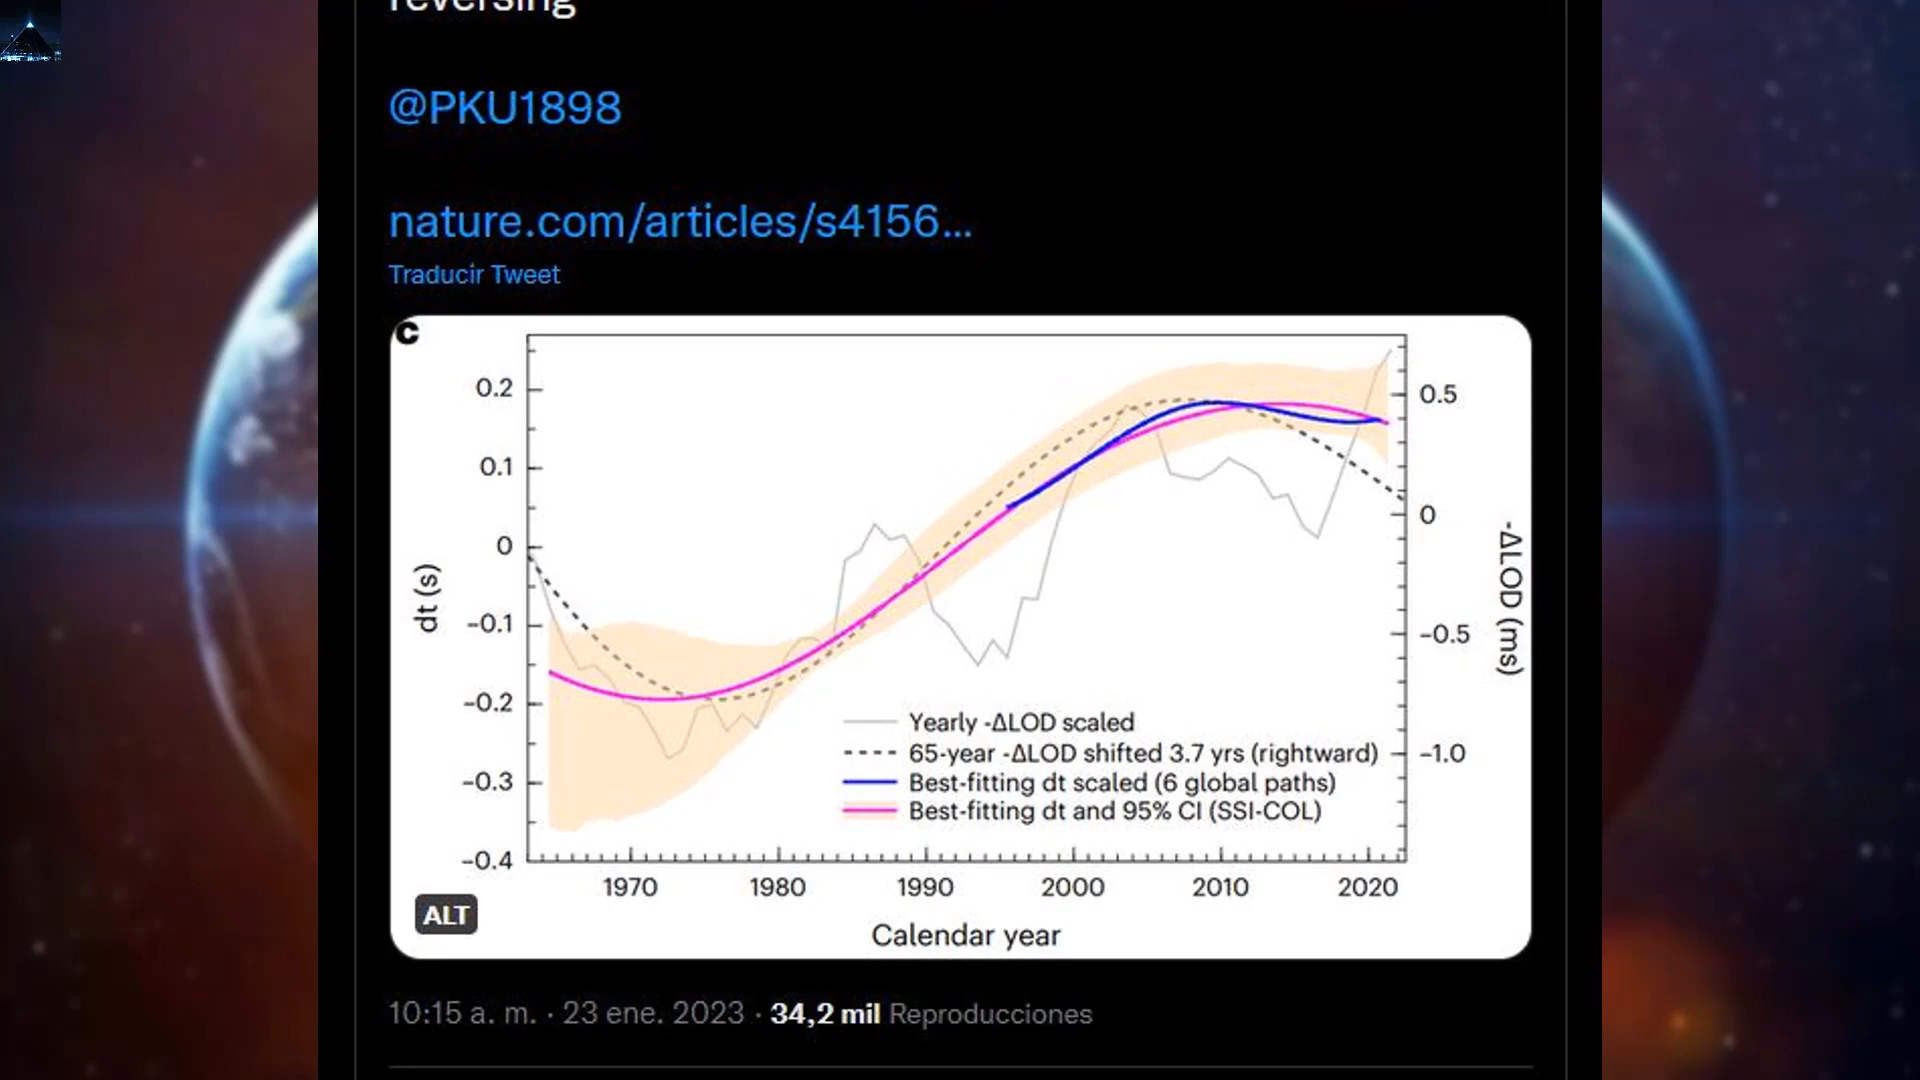 reversing
@PKU1898
nature.com/articles/s4156...
Traducir Tweet
c
0.2
0.1
0
−0.1
−0.2
−0.3
−0.4
dt (s)
0.5
0
−0.5
−1.0
-ΔLOD (ms)
Yearly -ΔLOD scaled
65-year -ΔLOD shifted 3.7 yrs (rightward)
Best-fitting dt scaled (6 global paths)
Best-fitting dt and 95% CI (SSI-COL)
1970 1980 1990 2000 2010 2020
Calendar year
ALT
10:15 a. m. · 23 ene. 2023 · 34,2 mil Reproducciones